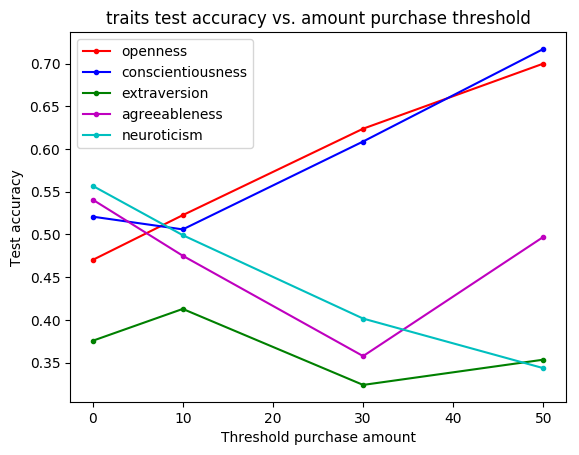 traits test accuracy vs. amount purchase threshold
openness
conscientiousness
extraversion
agreeableness
neuroticism
Test accuracy
0.70
0.65
0.60
0.55
0.50
0.45
0.40
0.35
0
10
20
30
40
50
Threshold purchase amount